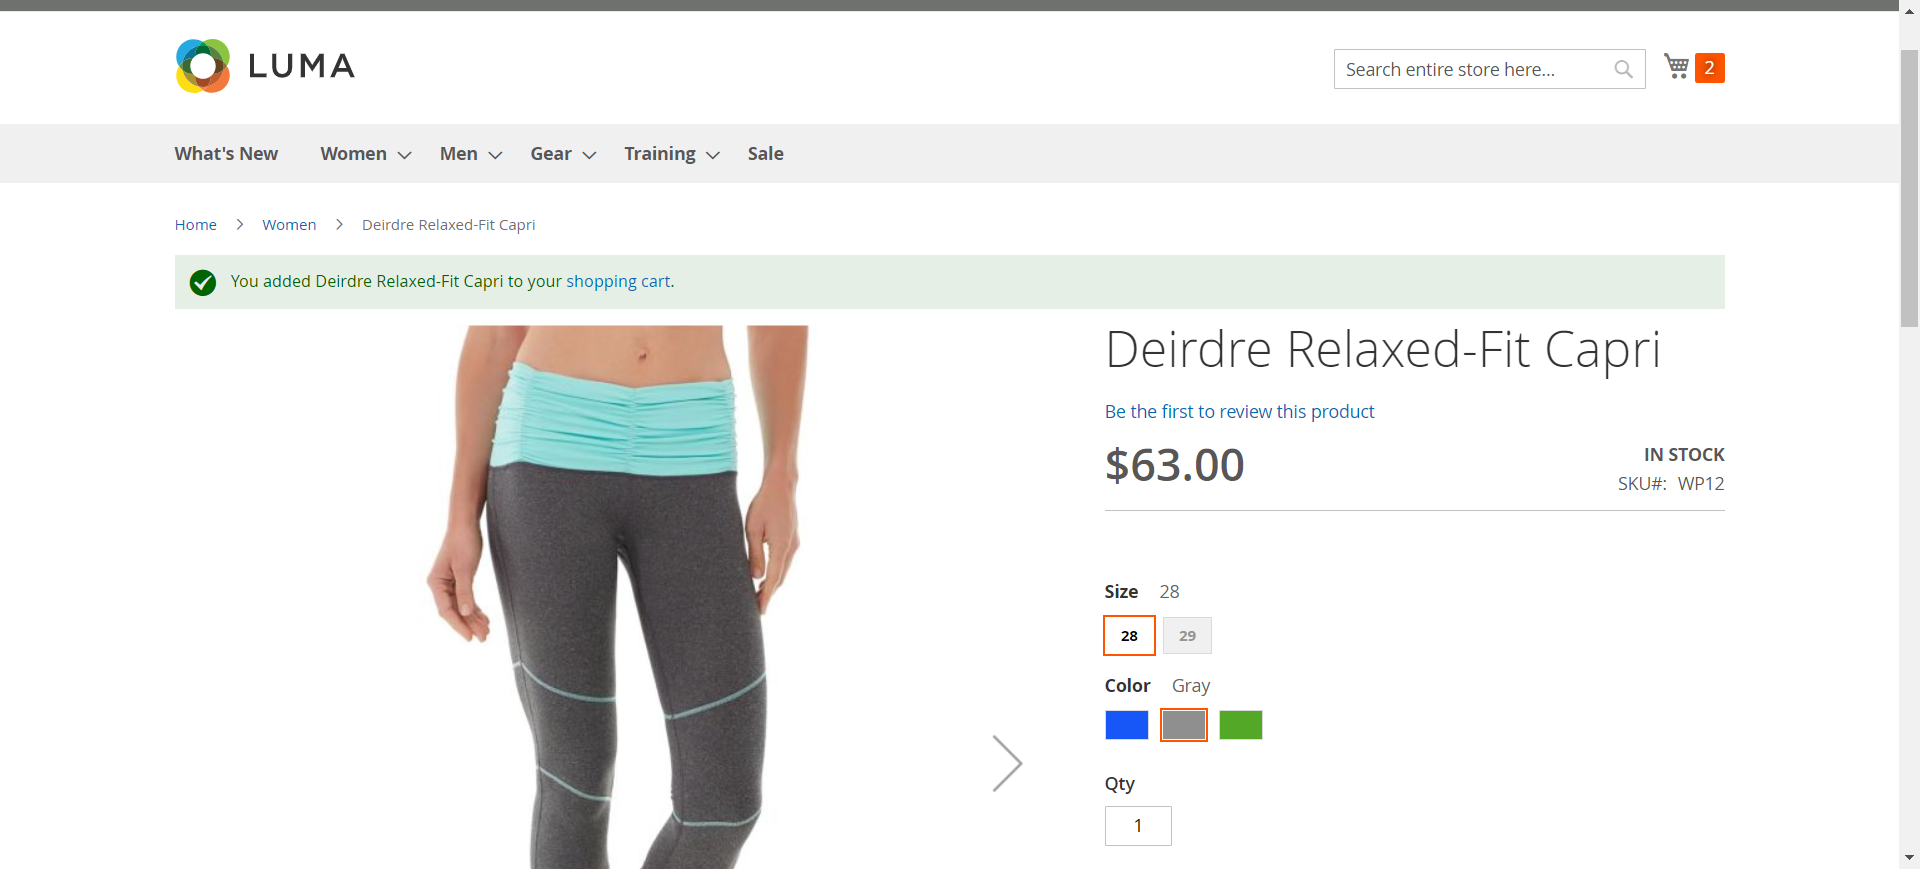 LUMA
Search entire store here...
2
What's New
Women
Men
Gear
Training
Sale
Home
Women
Deirdre Relaxed-Fit Capri
You added Deirdre Relaxed-Fit Capri to your shopping cart.
Deirdre Relaxed-Fit Capri
Be the first to review this product
$63.00
IN STOCK
SKU#: WP12
Size 28
28
29
Color Gray
Qty
1